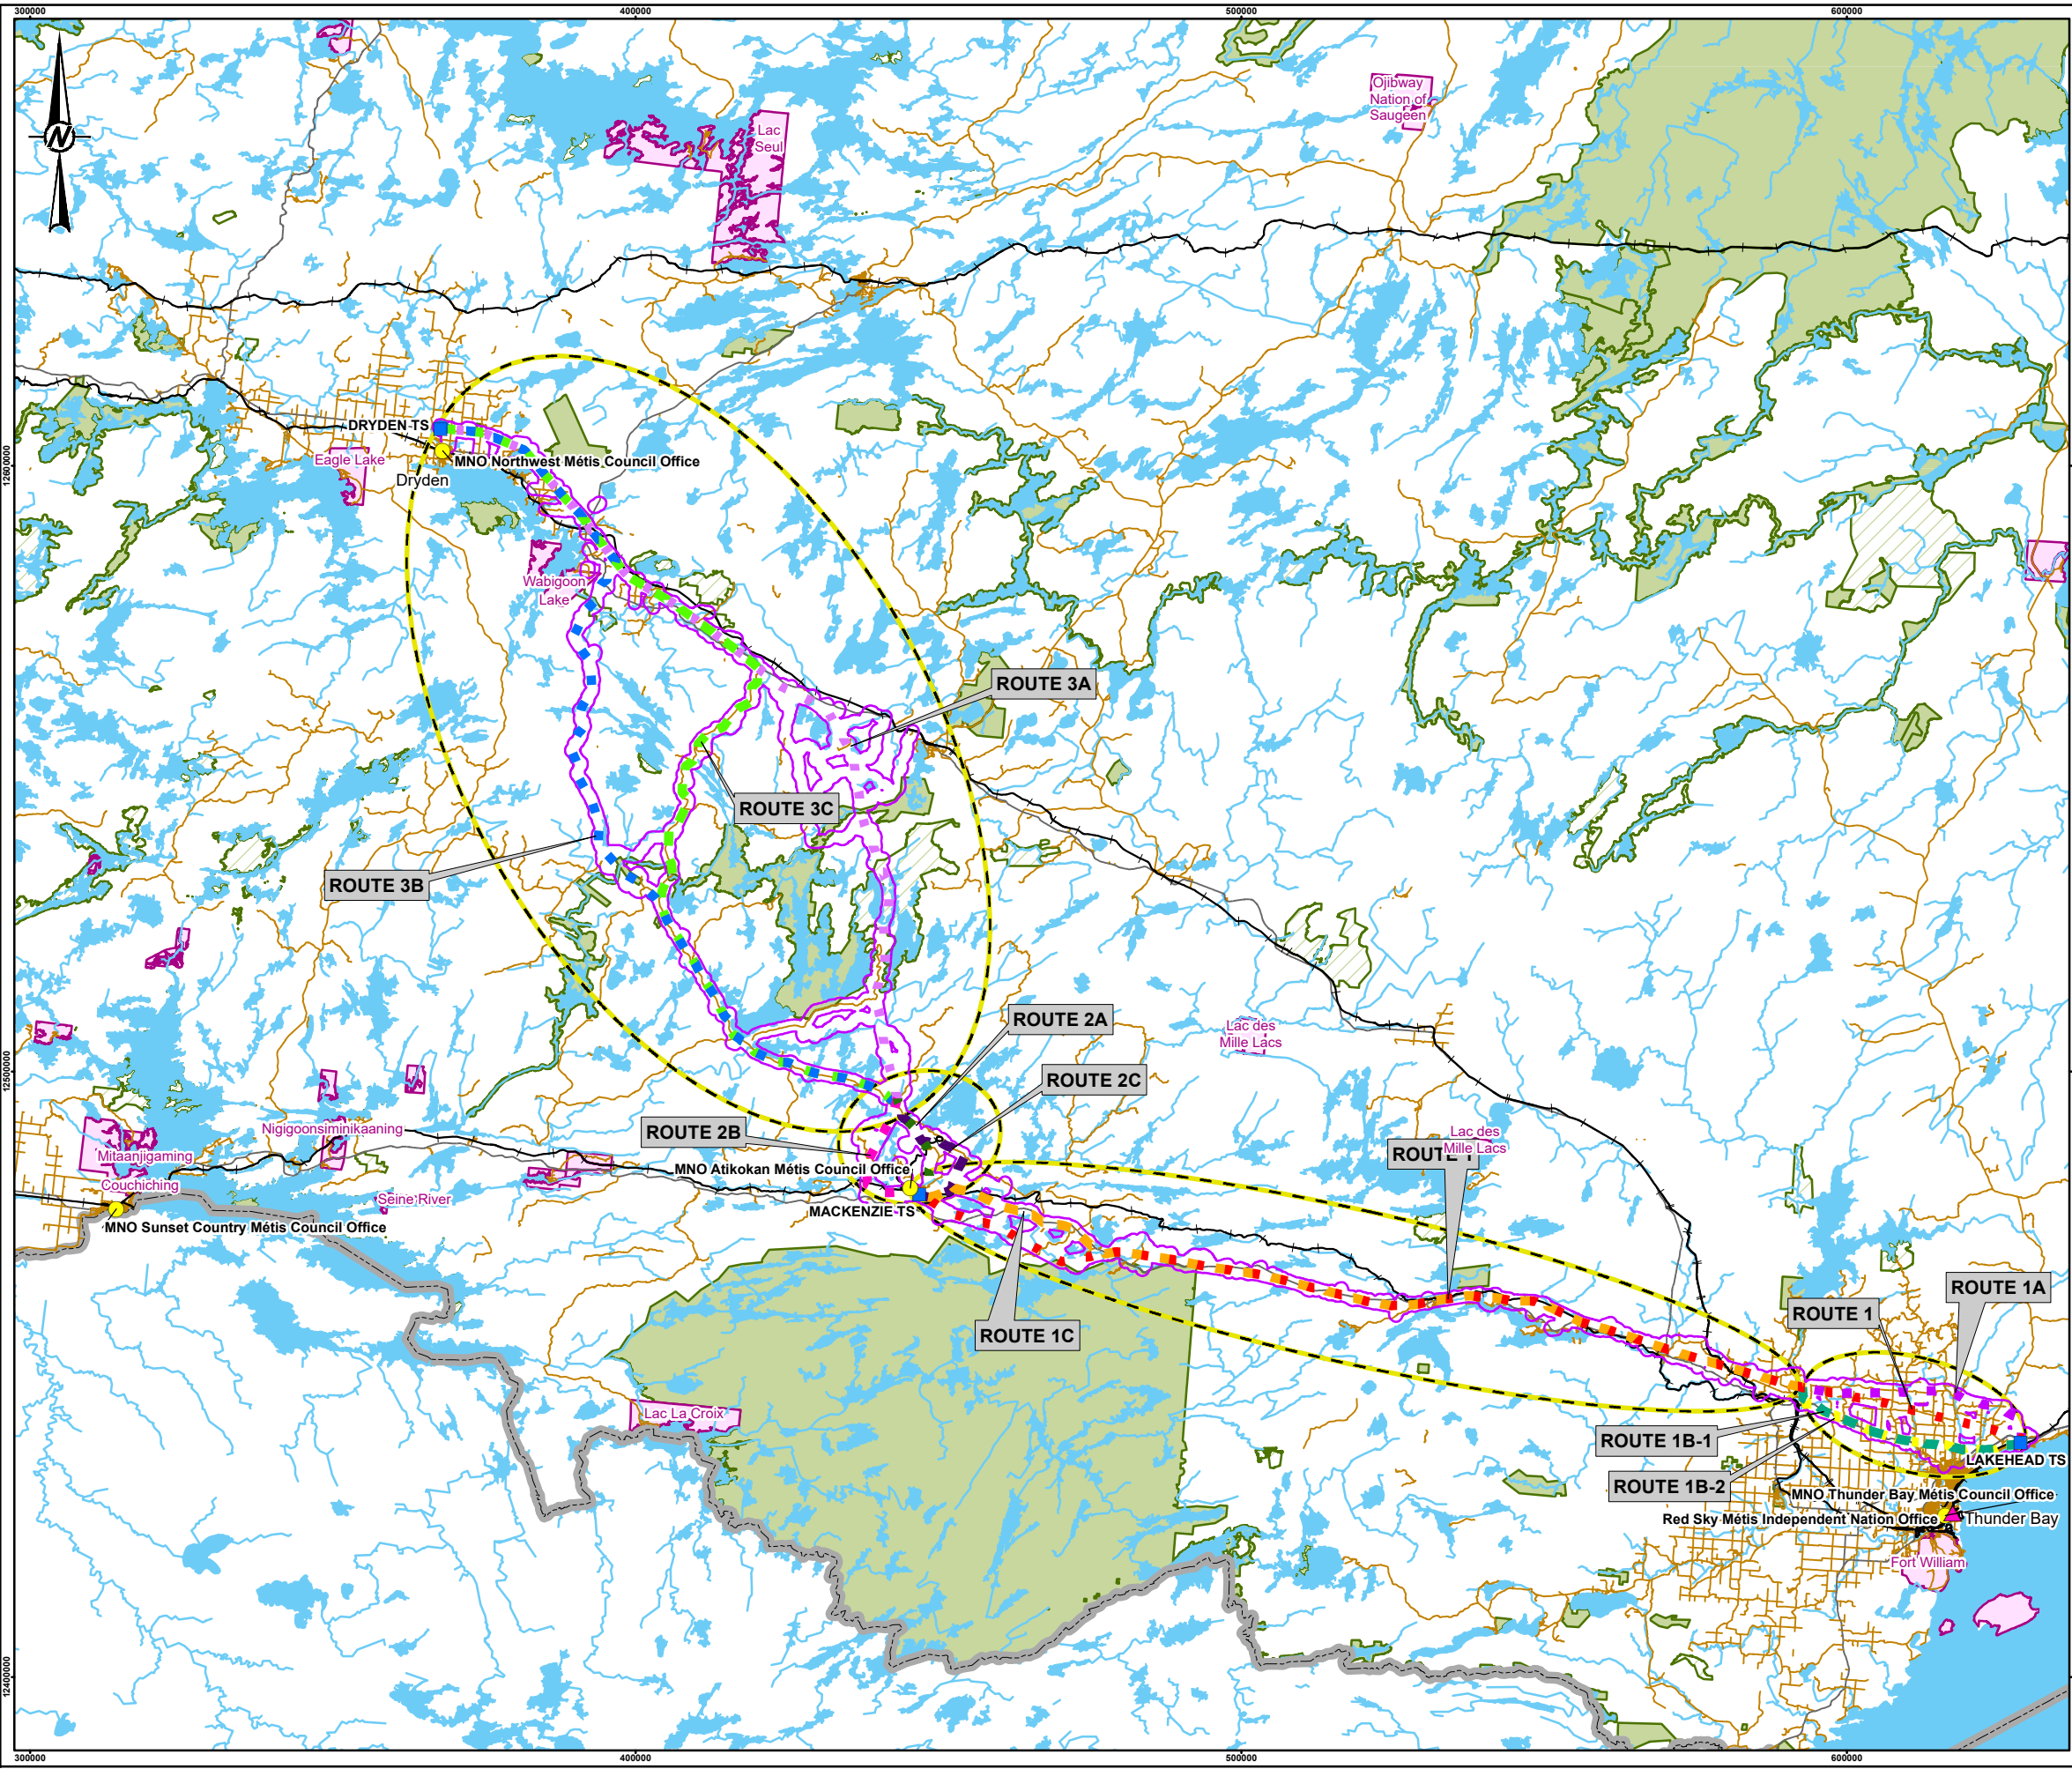 300000
400000
500000
600000
N
Ojibway
Nation of
Saugeen
Lac
Seul
DRYDEN TS
Eagle Lake
MNO Northwest Métis Council Office
Dryden
1260000
Wabigoon
Lake
ROUTE 3A
ROUTE 3C
ROUTE 3B
ROUTE 2A
Lac des
Mille Lacs
1250000
ROUTE 2C
ROUTE 2B
Nigigoonsiminikaaning
Mitaanjigaming
Lac des
Mille Lacs
ROUTE 1
MNO Atikokan Métis Council Office
Couchiching
Seine River
MACKENZIE TS
MNO Sunset Country Métis Council Office
ROUTE 1A
ROUTE 1
ROUTE 1C
Lac La Croix
ROUTE 1B-1
LAKEHEAD TS
ROUTE 1B-2
MNO Thunder Bay Métis Council Office
Red Sky Métis Independent Nation Office
Thunder Bay
Fort William
1240000
300000
400000
500000
600000